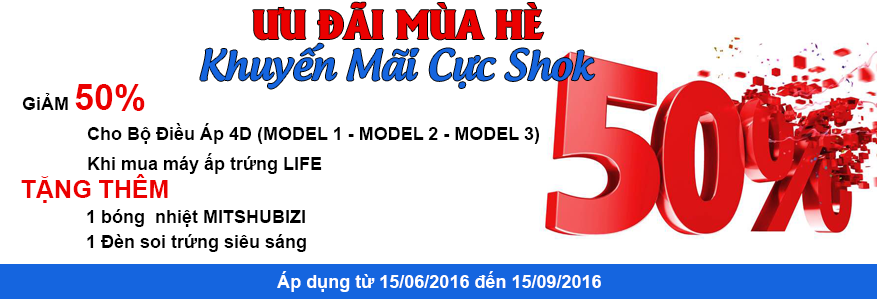 ƯU ĐÃI MÙA HÈ
Khuyến Mãi Cực Shok
GiẢM 50%
Cho Bộ Điều Áp 4D (MODEL 1 - MODEL 2 - MODEL 3)
Khi mua máy ấp trứng LIFE
TẶNG THÊM
1 bóng nhiệt MITSHUBIZI
1 Đèn soi trứng siêu sáng
50%
Áp dụng từ 15/06/2016 đến 15/09/2016